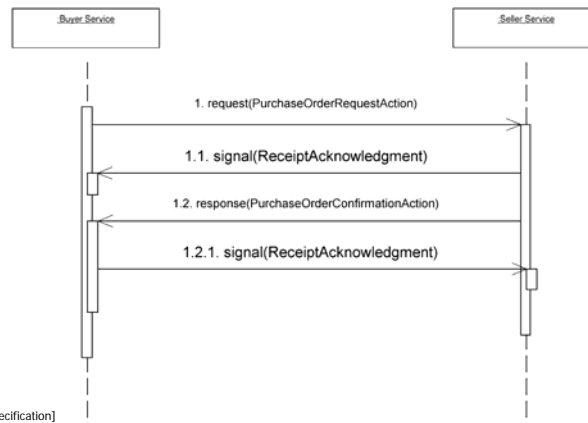 :Buyer Service
:Seller Service
1. request(PurchaseOrderRequestAction)
1.1. signal(ReceiptAcknowledgment)
1.2. response(PurchaseOrderConfirmationAction)
1.2.1. signal(ReceiptAcknowledgment)
ecification]